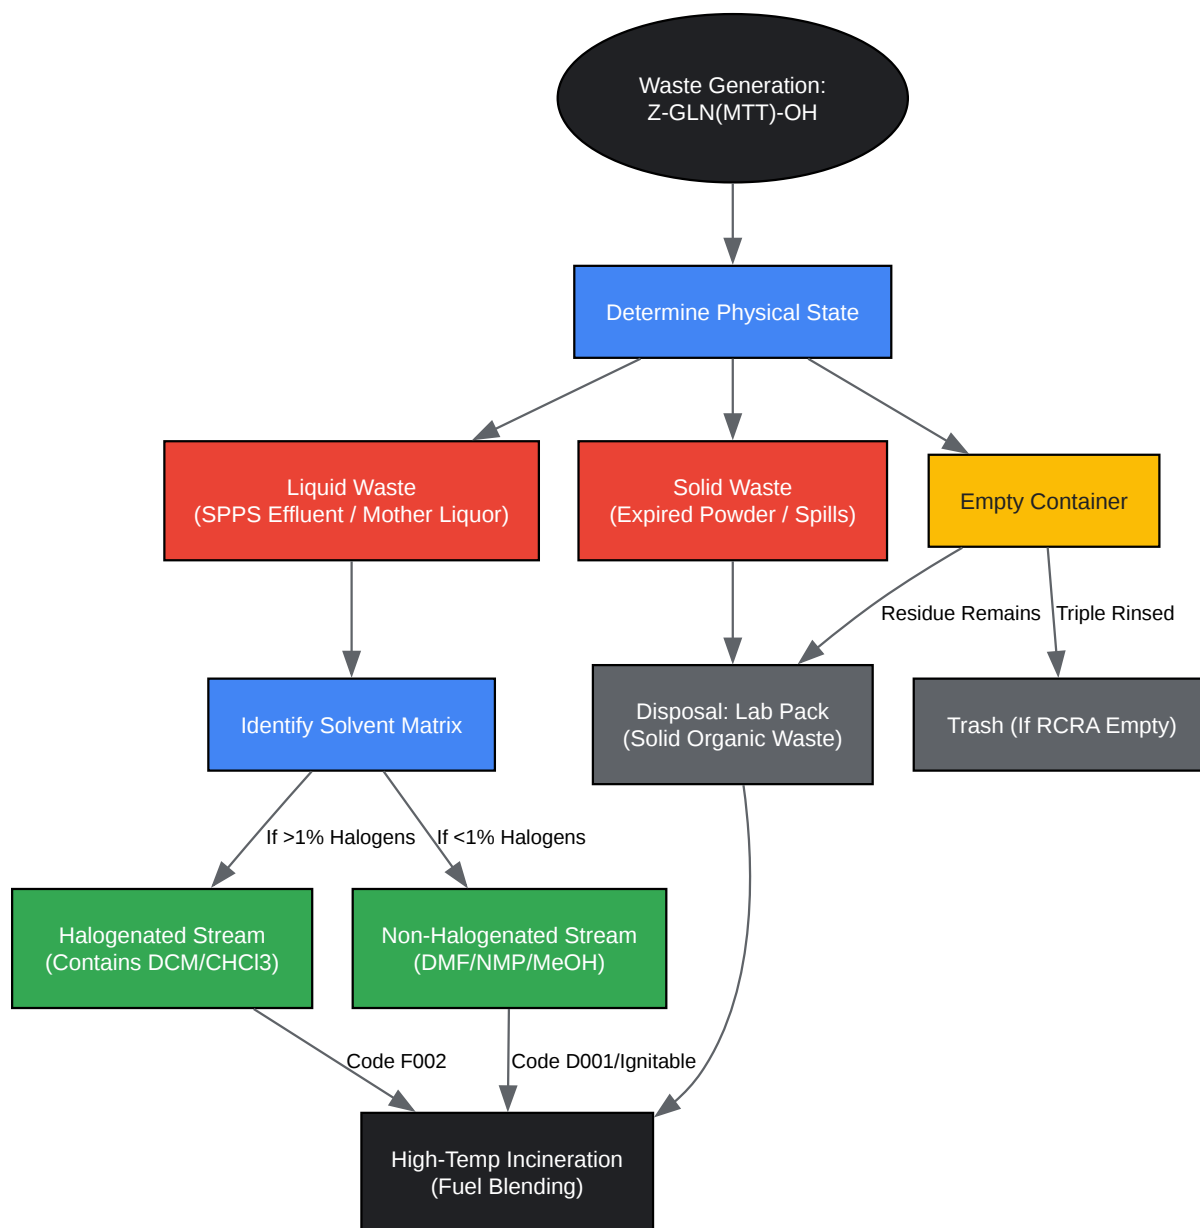 Waste Generation:
Z-GLN(MTT)-OH
Determine Physical State
Liquid Waste
(SPPS Effluent / Mother Liquor)
Solid Waste
(Expired Powder / Spills)
Empty Container
Residue Remains
Triple Rinsed
Identify Solvent Matrix
Disposal: Lab Pack
(Solid Organic Waste)
Trash (If RCRA Empty)
If >1% Halogens
If <1% Halogens
Halogenated Stream
(Contains DCM/CHCl3)
Non-Halogenated Stream
(DMF/NMP/MeOH)
Code F002
Code D001/Ignitable
High-Temp Incineration
(Fuel Blending)